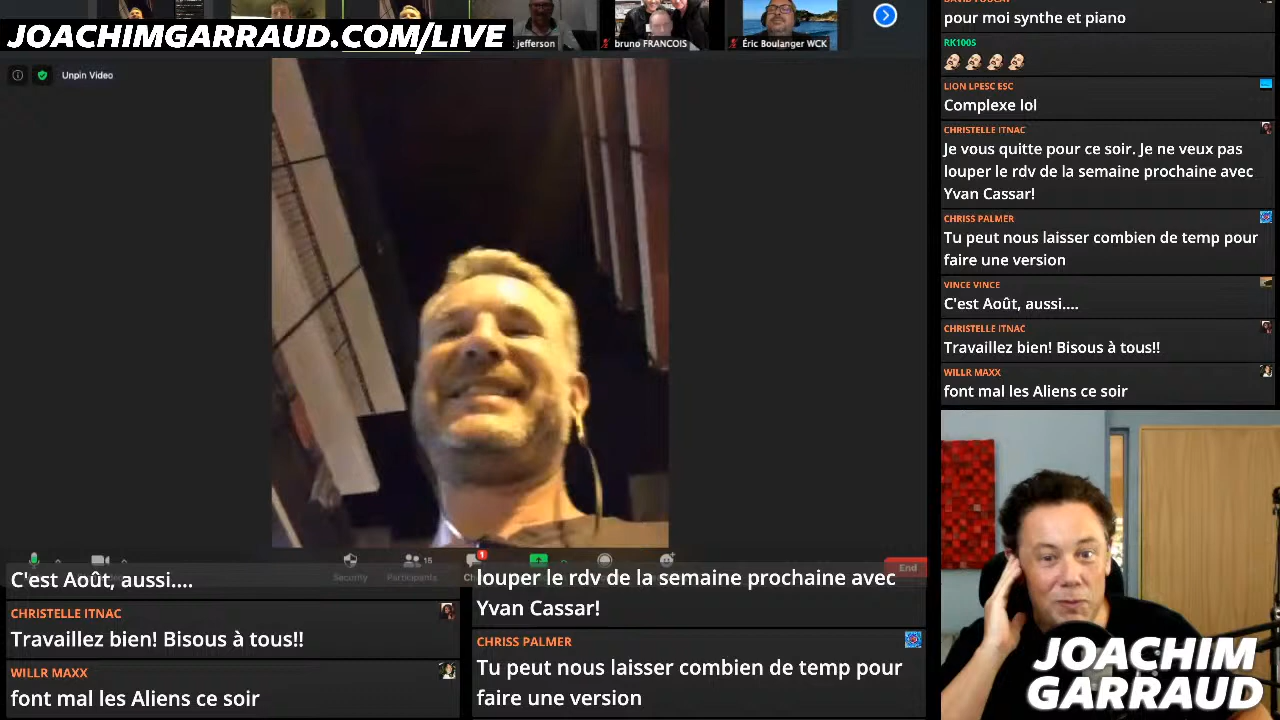 JOACHIMGARRAUD.COM/LIVE
jefferson
bruno FRANCOIS
Éric Boulanger WCK
Unpin Video
Security
Participants
15
1
End
C'est Août, aussi....
CHRISTELLE ITNAC
Travaillez bien! Bisous à tous!!
WILLR MAXX
font mal les Aliens ce soir
louper le rdv de la semaine prochaine avec
Yvan Cassar!
CHRISS PALMER
Tu peut nous laisser combien de temp pour
faire une version
pour moi synthe et piano
RK100S
LION LPESC ESC
Complexe lol
CHRISTELLE ITNAC
Je vous quitte pour ce soir. Je ne veux pas
louper le rdv de la semaine prochaine avec
Yvan Cassar!
CHRISS PALMER
Tu peut nous laisser combien de temp pour
faire une version
VINCE VINCE
C'est Août, aussi....
CHRISTELLE ITNAC
Travaillez bien! Bisous à tous!!
WILLR MAXX
font mal les Aliens ce soir
JOACHIM
GARRAUD